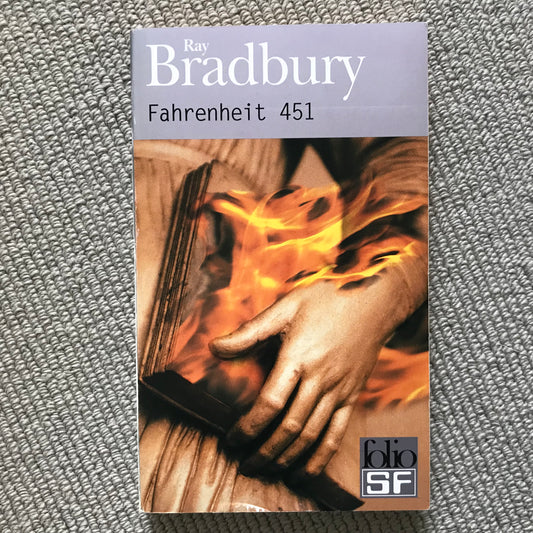 Ray
Bradbury
Fahrenheit 451
folio
SF